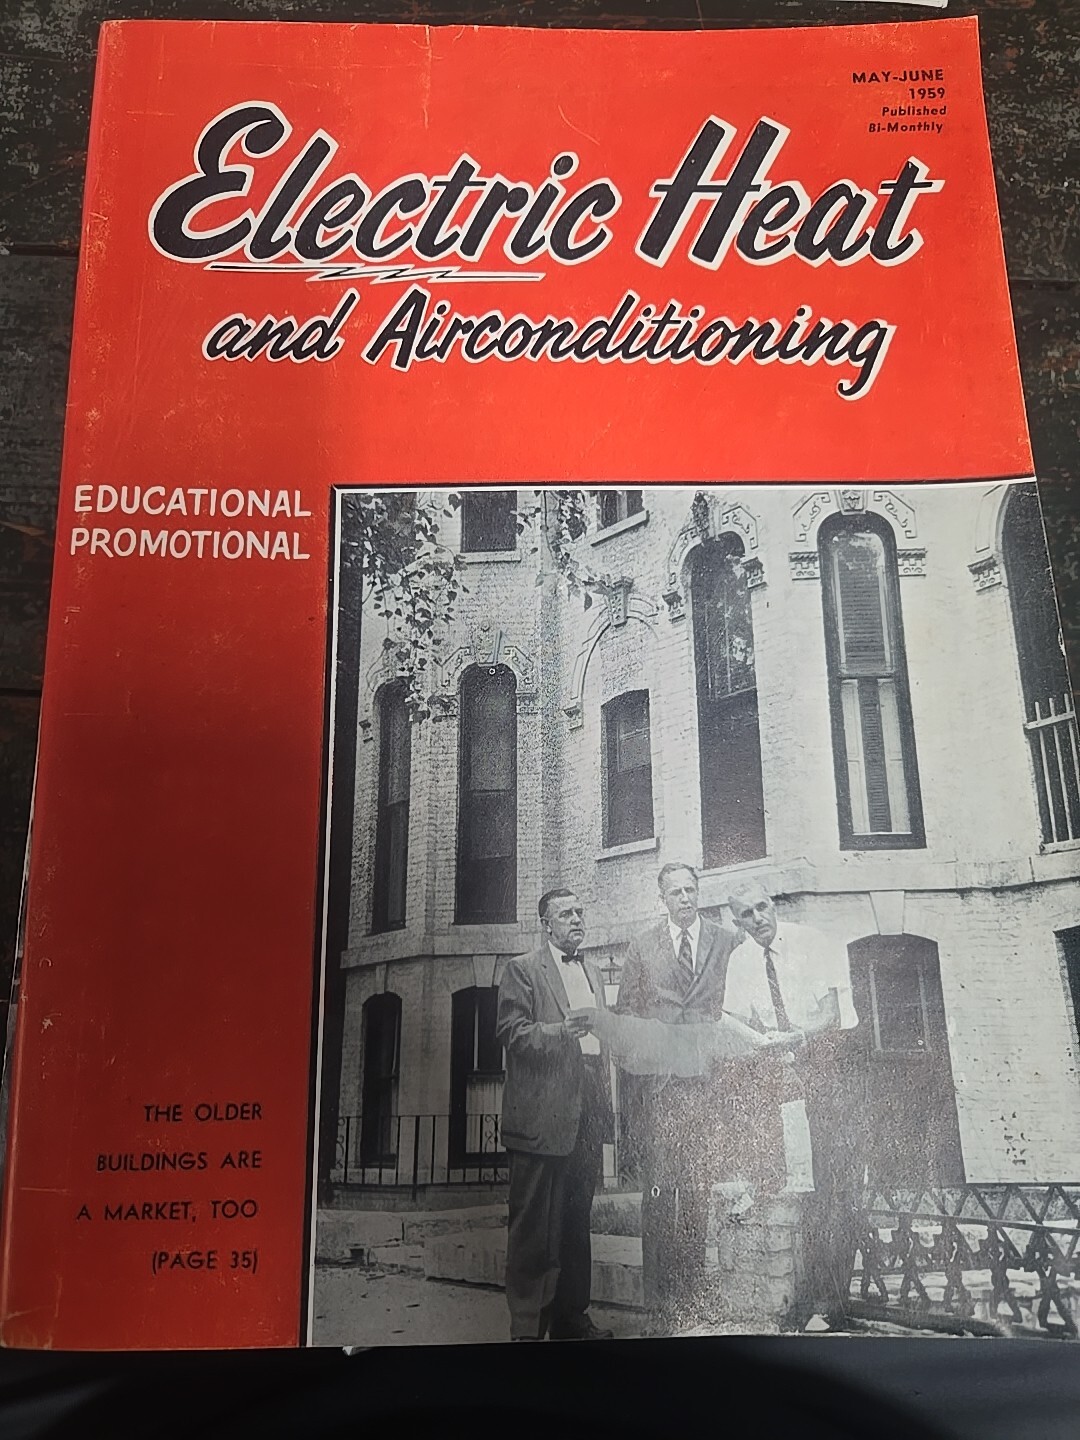 MAY-JUNE
1959
Published
Bi-Monthly
Electric Heat
and Airconditioning
EDUCATIONAL
PROMOTIONAL
THE OLDER
BUILDINGS ARE
A MARKET, TOO
(PAGE 35)